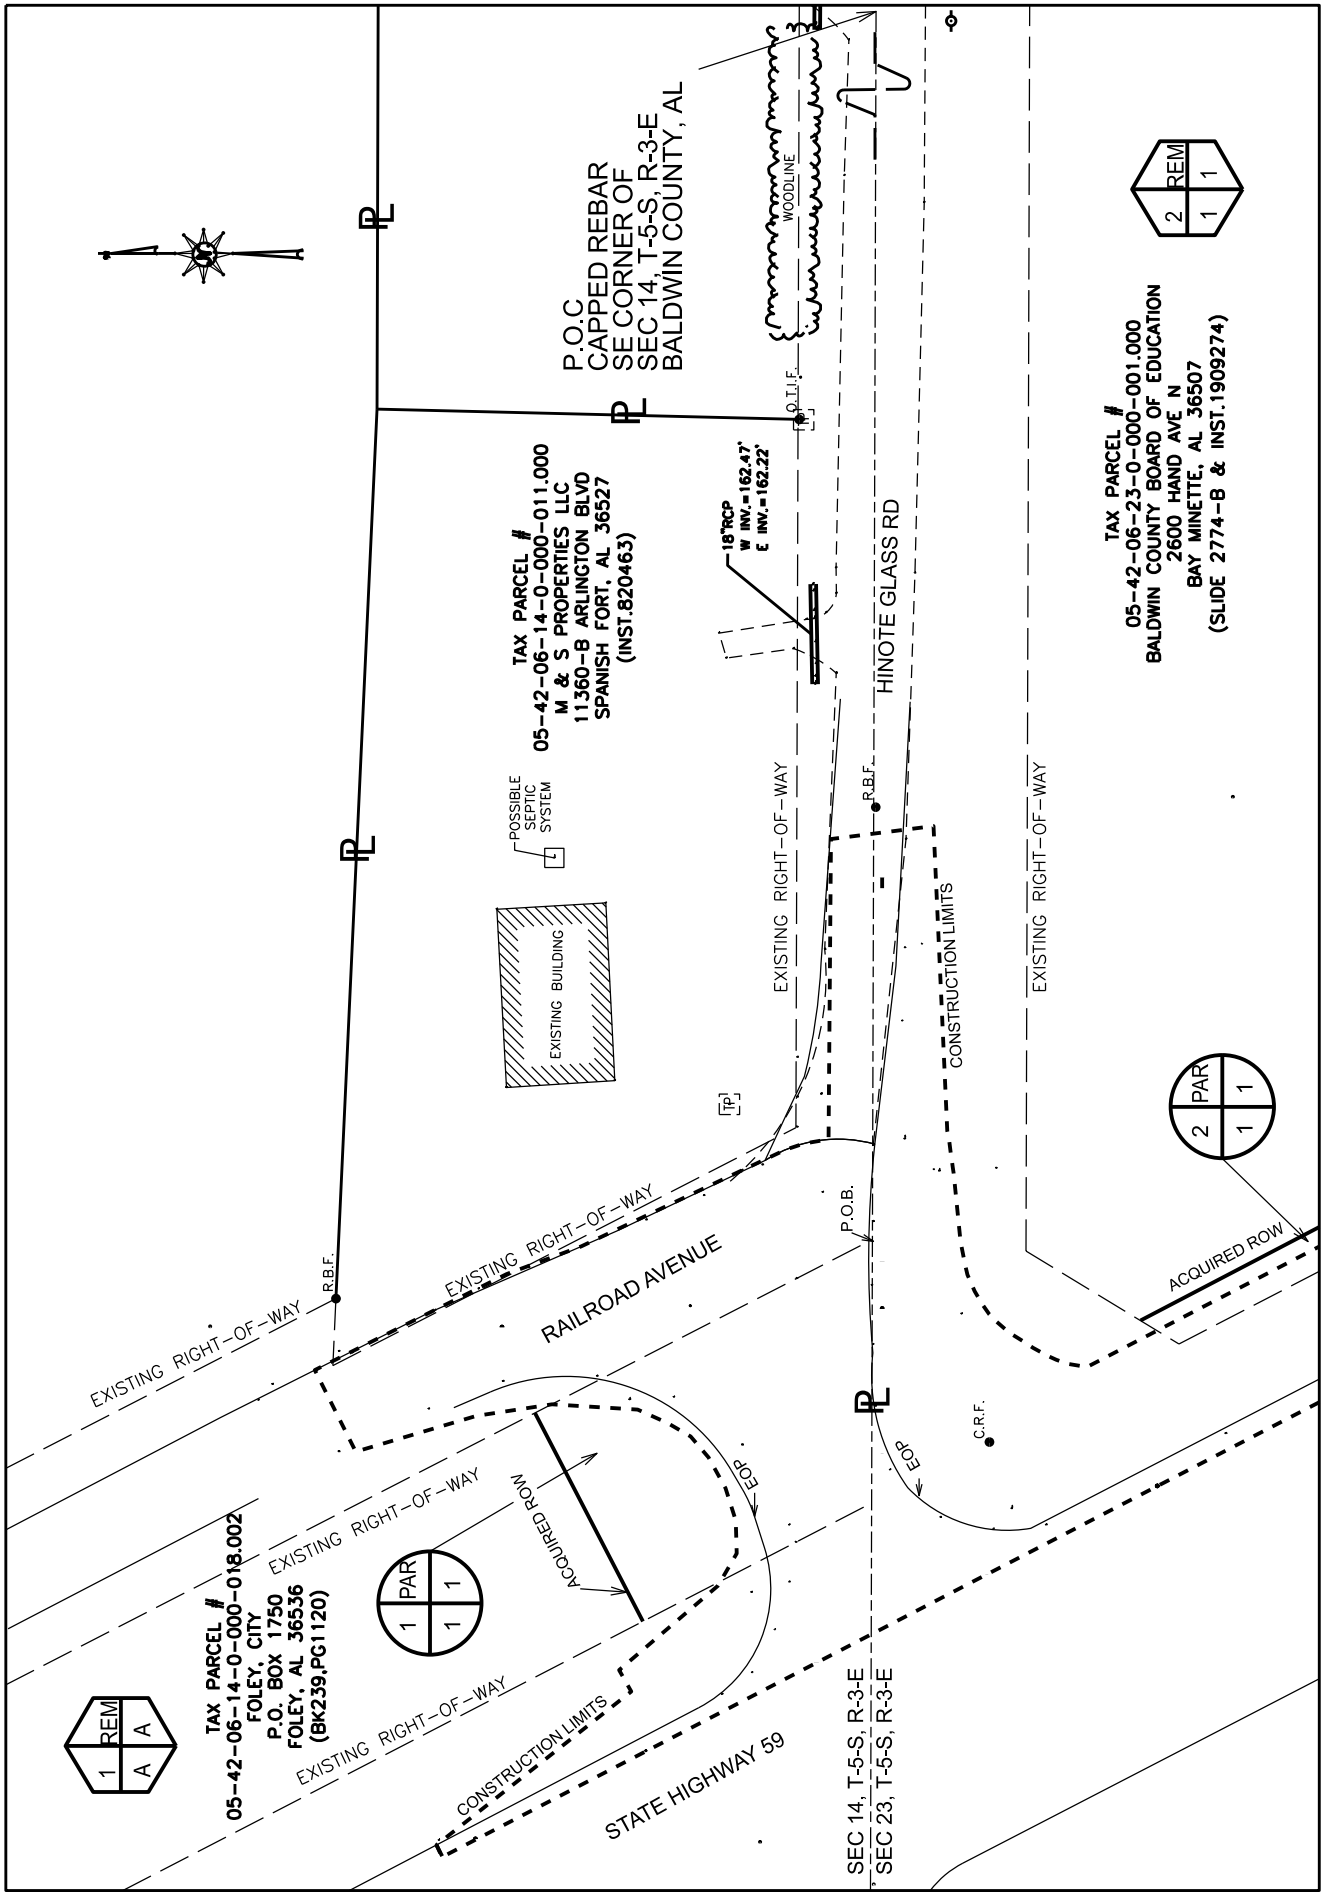 P.O.C
CAPPED REBAR
SE CORNER OF
SEC 14, T-5-S, R-3-E
BALDWIN COUNTY, AL
WOODLINE
2 REM
1 1
TAX PARCEL #
05-42-06-14-0-000-011.000
M & S PROPERTIES LLC
11360-B ARLINGTON BLVD
SPANISH FORT, AL 36527
(INST.820463)
O.T.I.F.
18"RCP
W INV.=162.47'
E INV.=162.22'
HINOTE GLASS RD
TAX PARCEL #
05-42-06-23-0-000-001.000
BALDWIN COUNTY BOARD OF EDUCATION
2600 HAND AVE N
BAY MINETTE, AL 36507
(SLIDE 2774-B & INST.1909274)
PL
PL
PL
POSSIBLE
SEPTIC
SYSTEM
EXISTING BUILDING
TP
EXISTING RIGHT-OF-WAY
R.B.F.
EXISTING RIGHT-OF-WAY
CONSTRUCTION LIMITS
2 PAR
1 1
ACQUIRED ROW
R.B.F.
EXISTING RIGHT-OF-WAY
EXISTING RIGHT-OF-WAY
RAILROAD AVENUE
P.O.B.
PL
C.R.F.
EOP
EOP
EXISTING RIGHT-OF-WAY
ACQUIRED ROW
1 PAR
1 1
TAX PARCEL #
05-42-06-14-0-000-018.002
FOLEY, CITY
P.O. BOX 1750
FOLEY, AL 36536
(BK239,PG1120)
1 REM
A A
EXISTING RIGHT-OF-WAY
CONSTRUCTION LIMITS
STATE HIGHWAY 59
SEC 14, T-5-S, R-3-E
SEC 23, T-5-S, R-3-E